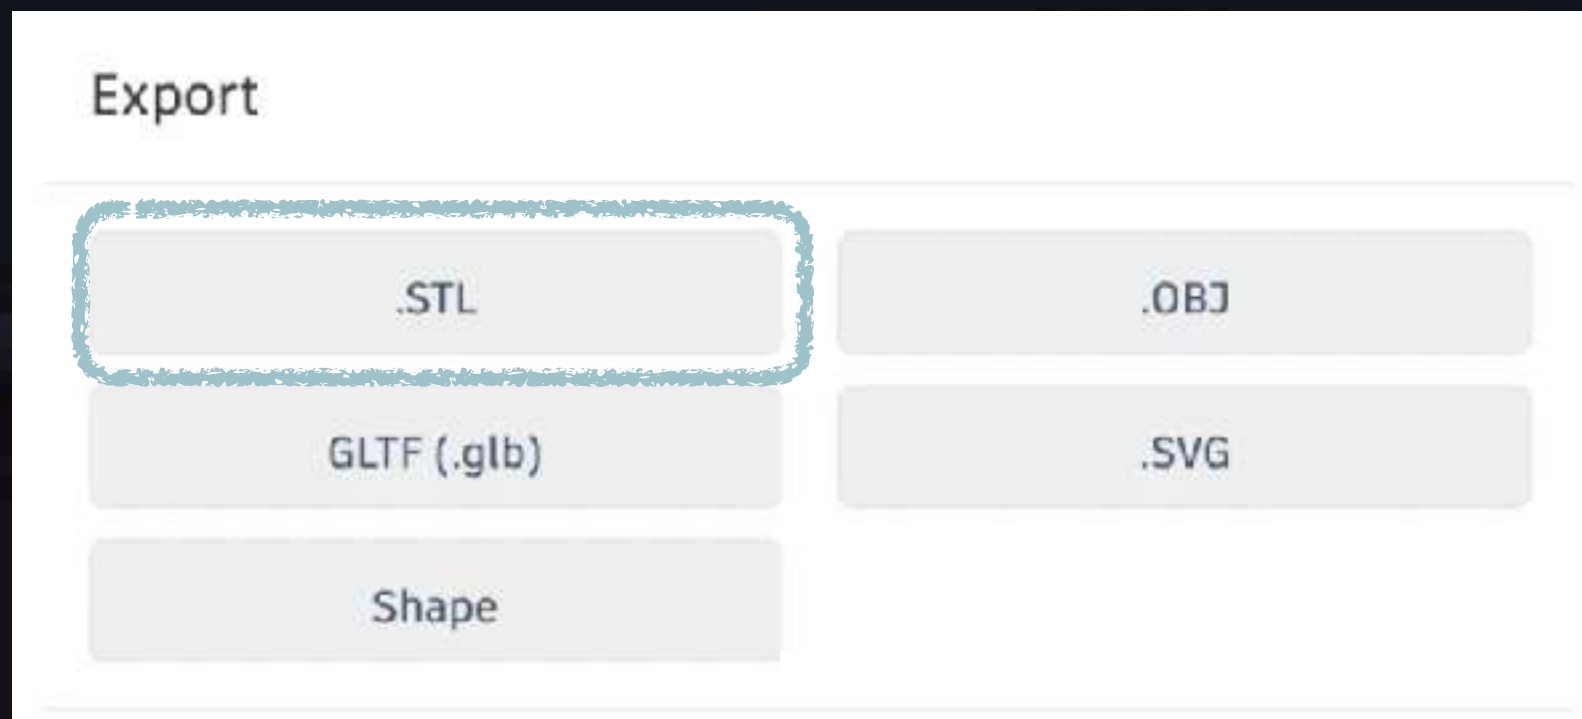 Export
.STL
.OBJ
GLTF (.glb)
.SVG
Shape